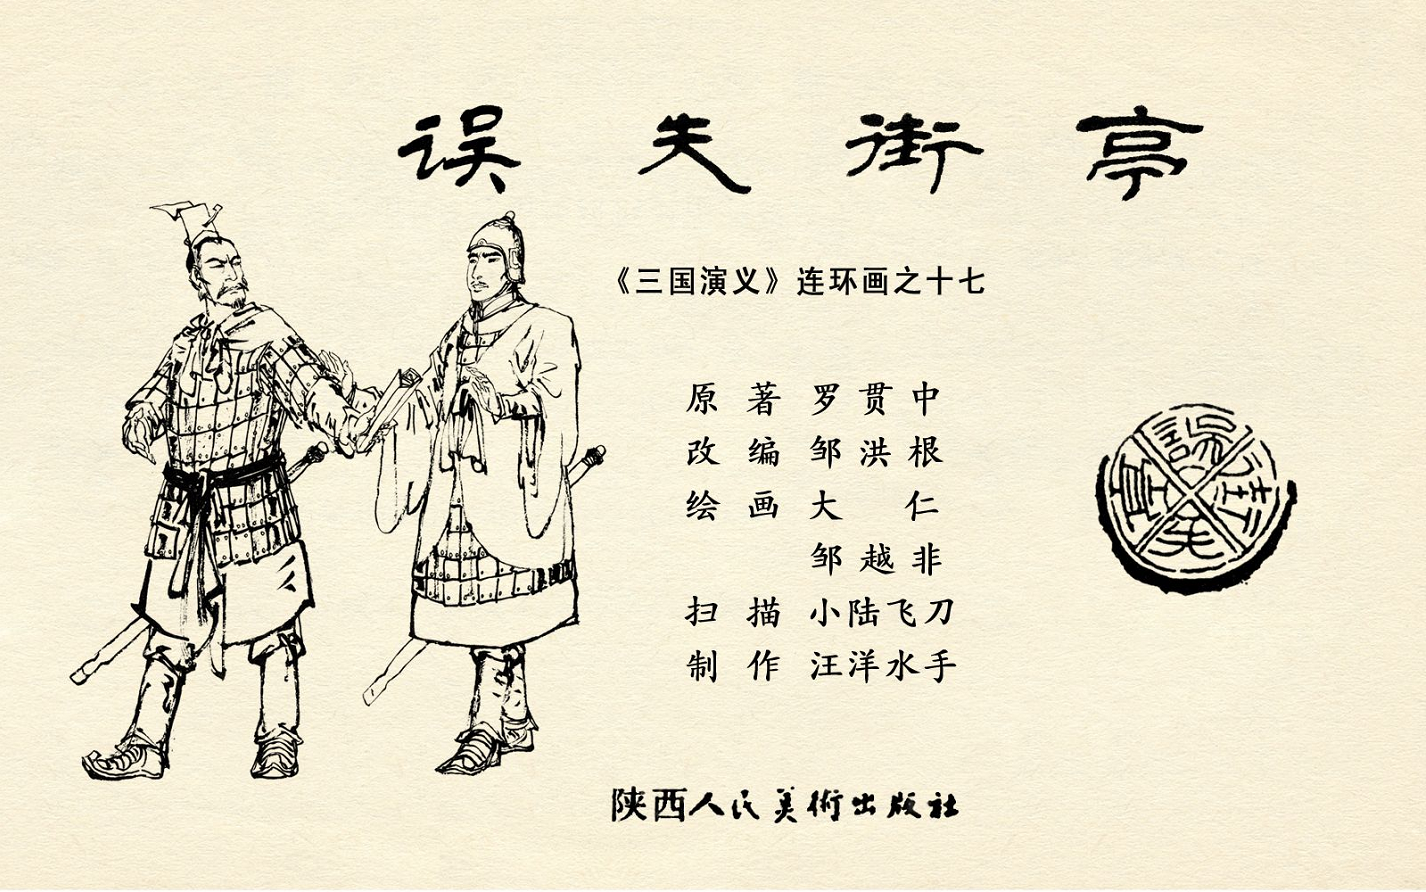 误失街亭
《三国演义》连环画之十七
原著 罗贯中
改编 邹洪根
绘画 大仁
邹越非
扫描 小陆飞刀
制作 汪洋水手
誤失街亭
陕西人民美術出版社